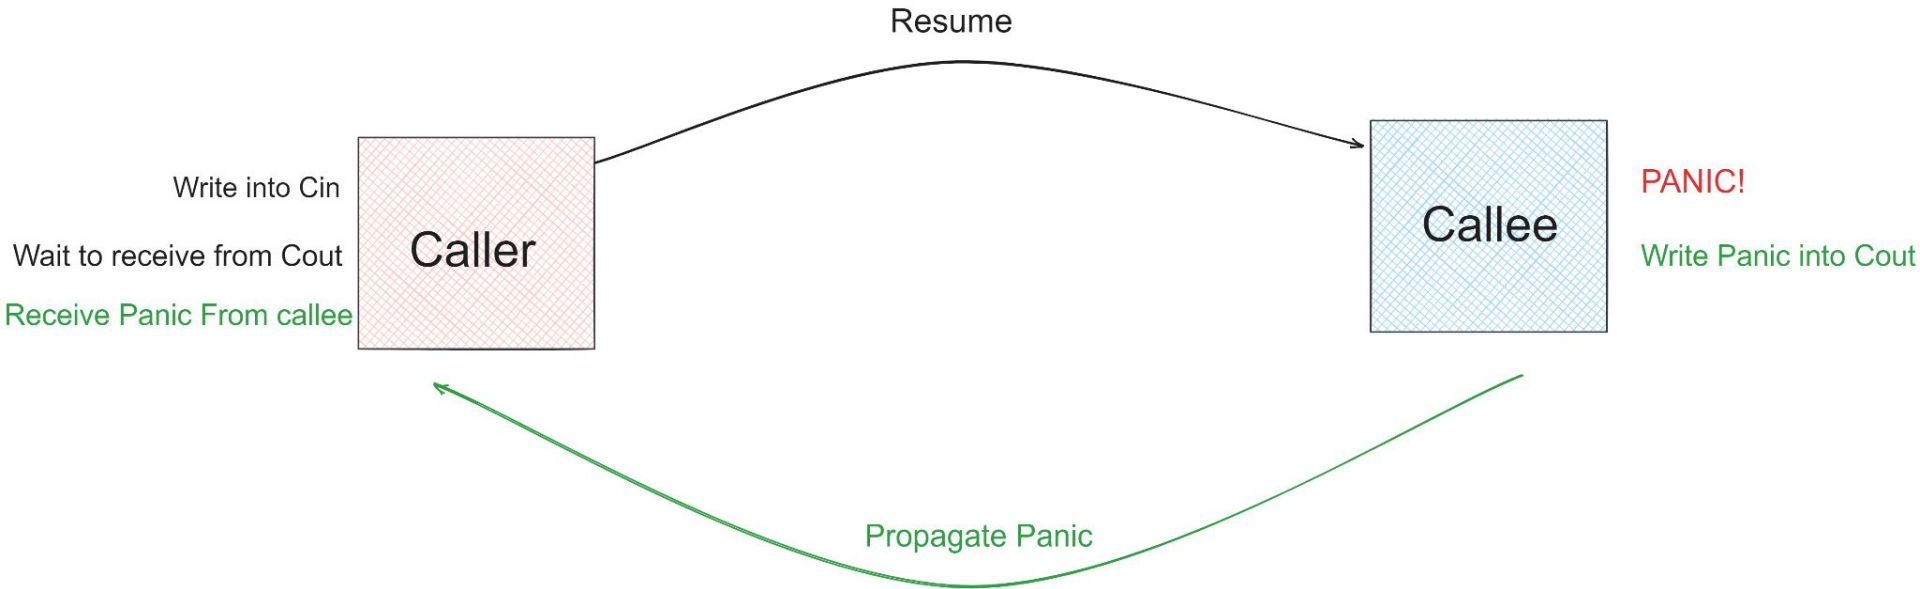 Resume
Write into Cin
Wait to receive from Cout
Receive Panic From callee
Caller
Callee
PANIC!
Write Panic into Cout
Propagate Panic